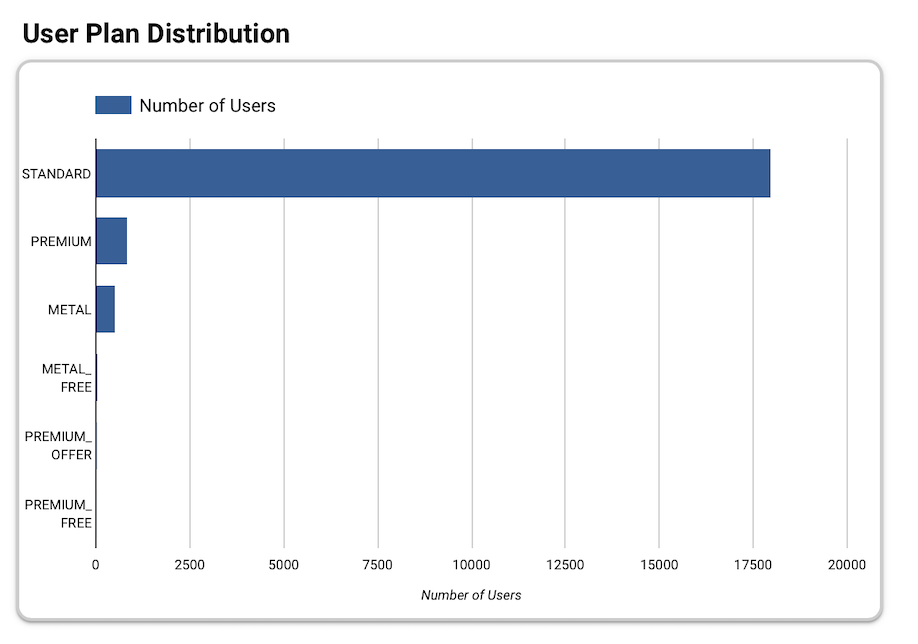 User Plan Distribution
Number of Users
STANDARD
PREMIUM
METAL
METAL_
FREE
PREMIUM_
OFFER
PREMIUM_
FREE
0 2500 5000 7500 10000 12500 15000 17500 20000
Number of Users